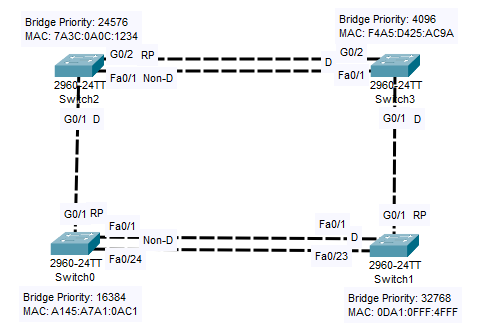 Bridge Priority: 24576
MAC: 7A3C:0A0C:1234
Bridge Priority: 4096
MAC: F4A5:D425:AC9A
G0/2 RP
D
G0/2
Fa0/1 Non-D
Fa0/1
2960-24TT
Switch2
2960-24TT
Switch3
G0/1 D
G0/1 D
G0/1 RP
G0/1 RP
Fa0/1
Fa0/1
Non-D
D
Fa0/24
Fa0/23
2960-24TT
Switch0
2960-24TT
Switch1
Bridge Priority: 16384
MAC: A145:A7A1:0AC1
Bridge Priority: 32768
MAC: 0DA1:0FFF:4FFF